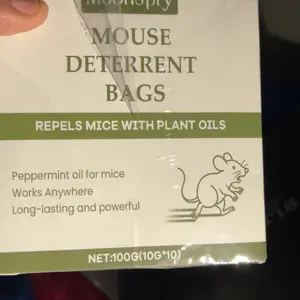 MOUSE
DETERRENT
BAGS
REPELS MICE WITH PLANT OILS
Peppermint oil for mice
Works Anywhere
Long-lasting and powerful
NET:100G(10G*10)